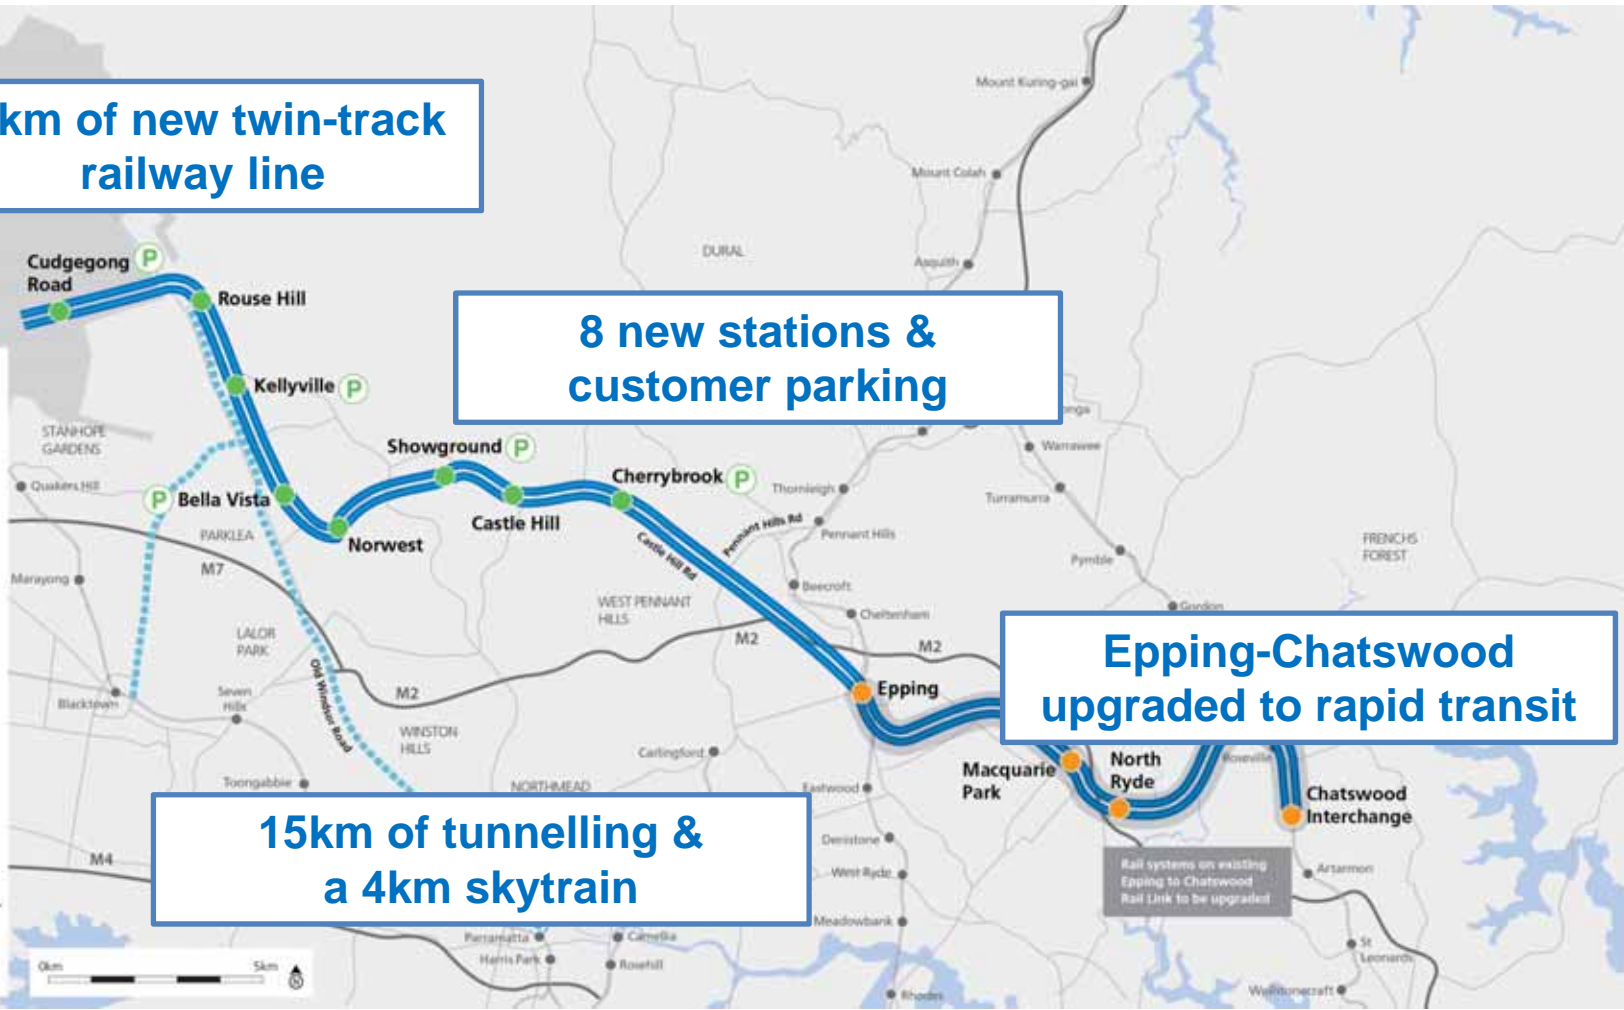 Mount Kuring-gai
km of new twin-track
railway line
Mount Colah
DURAL
Asquith
Cudgegong
Road
P
Rouse Hill
8 new stations &
customer parking
Kellyville
P
STANHOPE
GARDENS
Showground
P
Warrawee
Quakers Hill
P
Bella Vista
Cherrybrook
P
Thornleigh
Turramurra
Castle Hill
Pennant Hills Rd
Pennant Hills
PARKLEA
Norwest
Castle Hill Rd
FRENCHS
FOREST
M7
Marayong
Pymble
Beecroft
WEST PENNANT
HILLS
Cheltenham
Gordon
LALOR
PARK
M2
M2
Epping-Chatswood
upgraded to rapid transit
Old Windsor Road
Blacktown
Seven
Hills
M2
Epping
WINSTON
HILLS
Carlingford
Roseville
Macquarie
Park
North
Ryde
Toongabbie
NORTHMEAD
Eastwood
Chatswood
Interchange
15km of tunnelling &
a 4km skytrain
Denistone
M4
West Ryde
Rail systems on existing
Epping to Chatswood
Rail Link to be upgraded
Artarmon
Meadowbank
Parramatta
Camellia
St
Leonards
Harris Park
Rosehill
0km
5km
N
Rhodes
Wollstonecraft